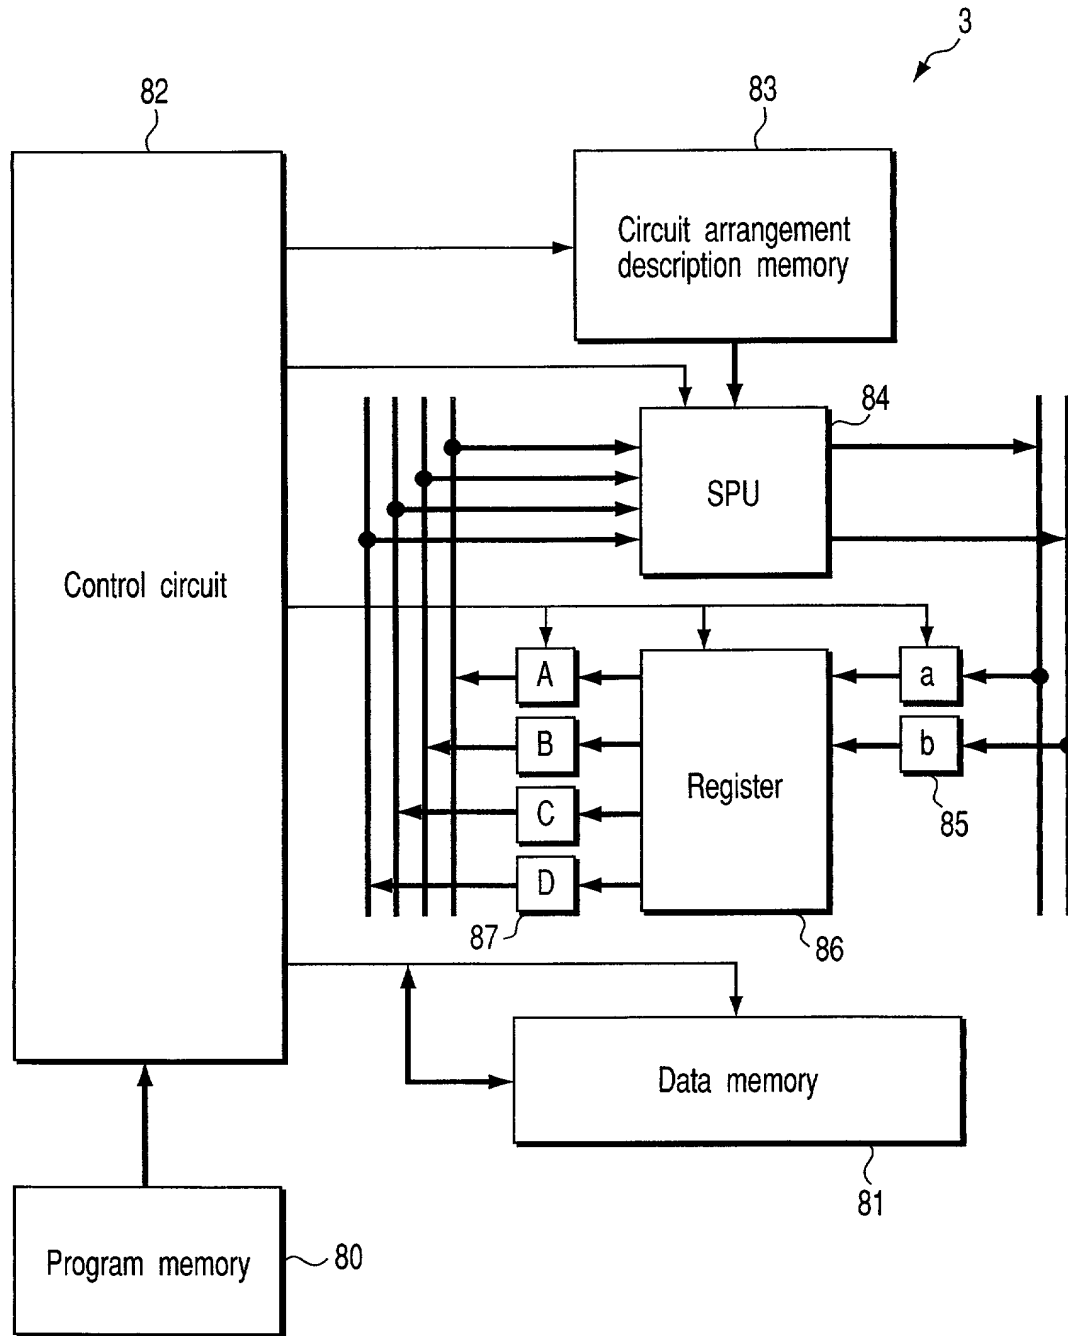 3
82
83
Circuit arrangement
description memory
84
SPU
Control circuit
A
a
B
b
Register
C
85
D
87
86
Data memory
81
Program memory
80